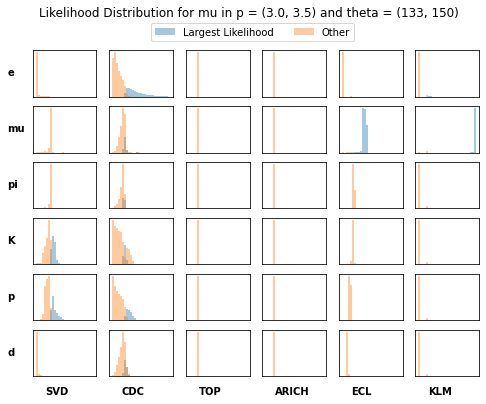 Likelihood Distribution for mu in p = (3.0, 3.5) and theta = (133, 150)
Largest Likelihood Other
e
mu
pi
K
p
d
SVD CDC TOP ARICH ECL KLM